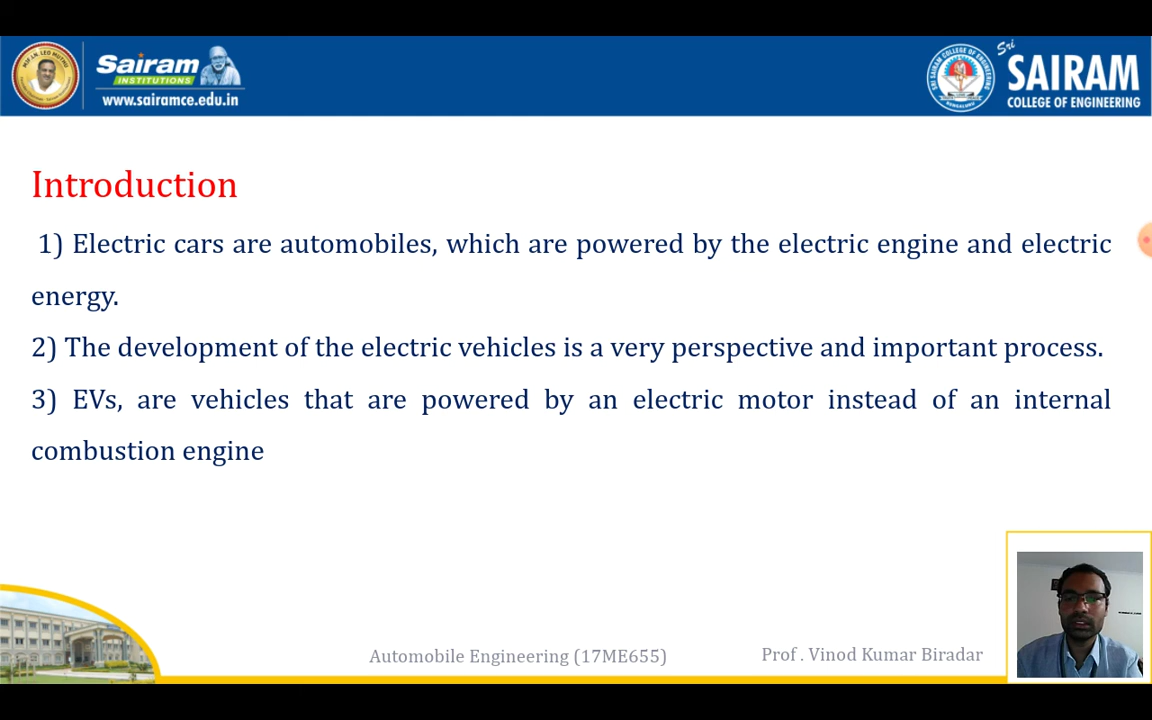 Sairam
INSTITUTIONS
www.sairamce.edu.in
Sri
SAIRAM
COLLEGE OF ENGINEERING
Introduction
1) Electric cars are automobiles, which are powered by the electric engine and electric
energy.
2) The development of the electric vehicles is a very perspective and important process.
3) EVs, are vehicles that are powered by an electric motor instead of an internal
combustion engine
Automobile Engineering (17ME655)
Prof . Vinod Kumar Biradar